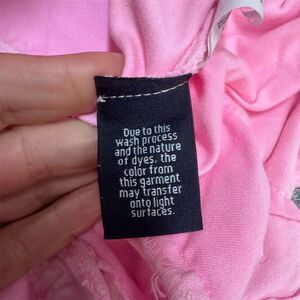 Due to this
wash process
and the nature
of dyes, the
color from
this garment
may transfer
onto light
surfaces.